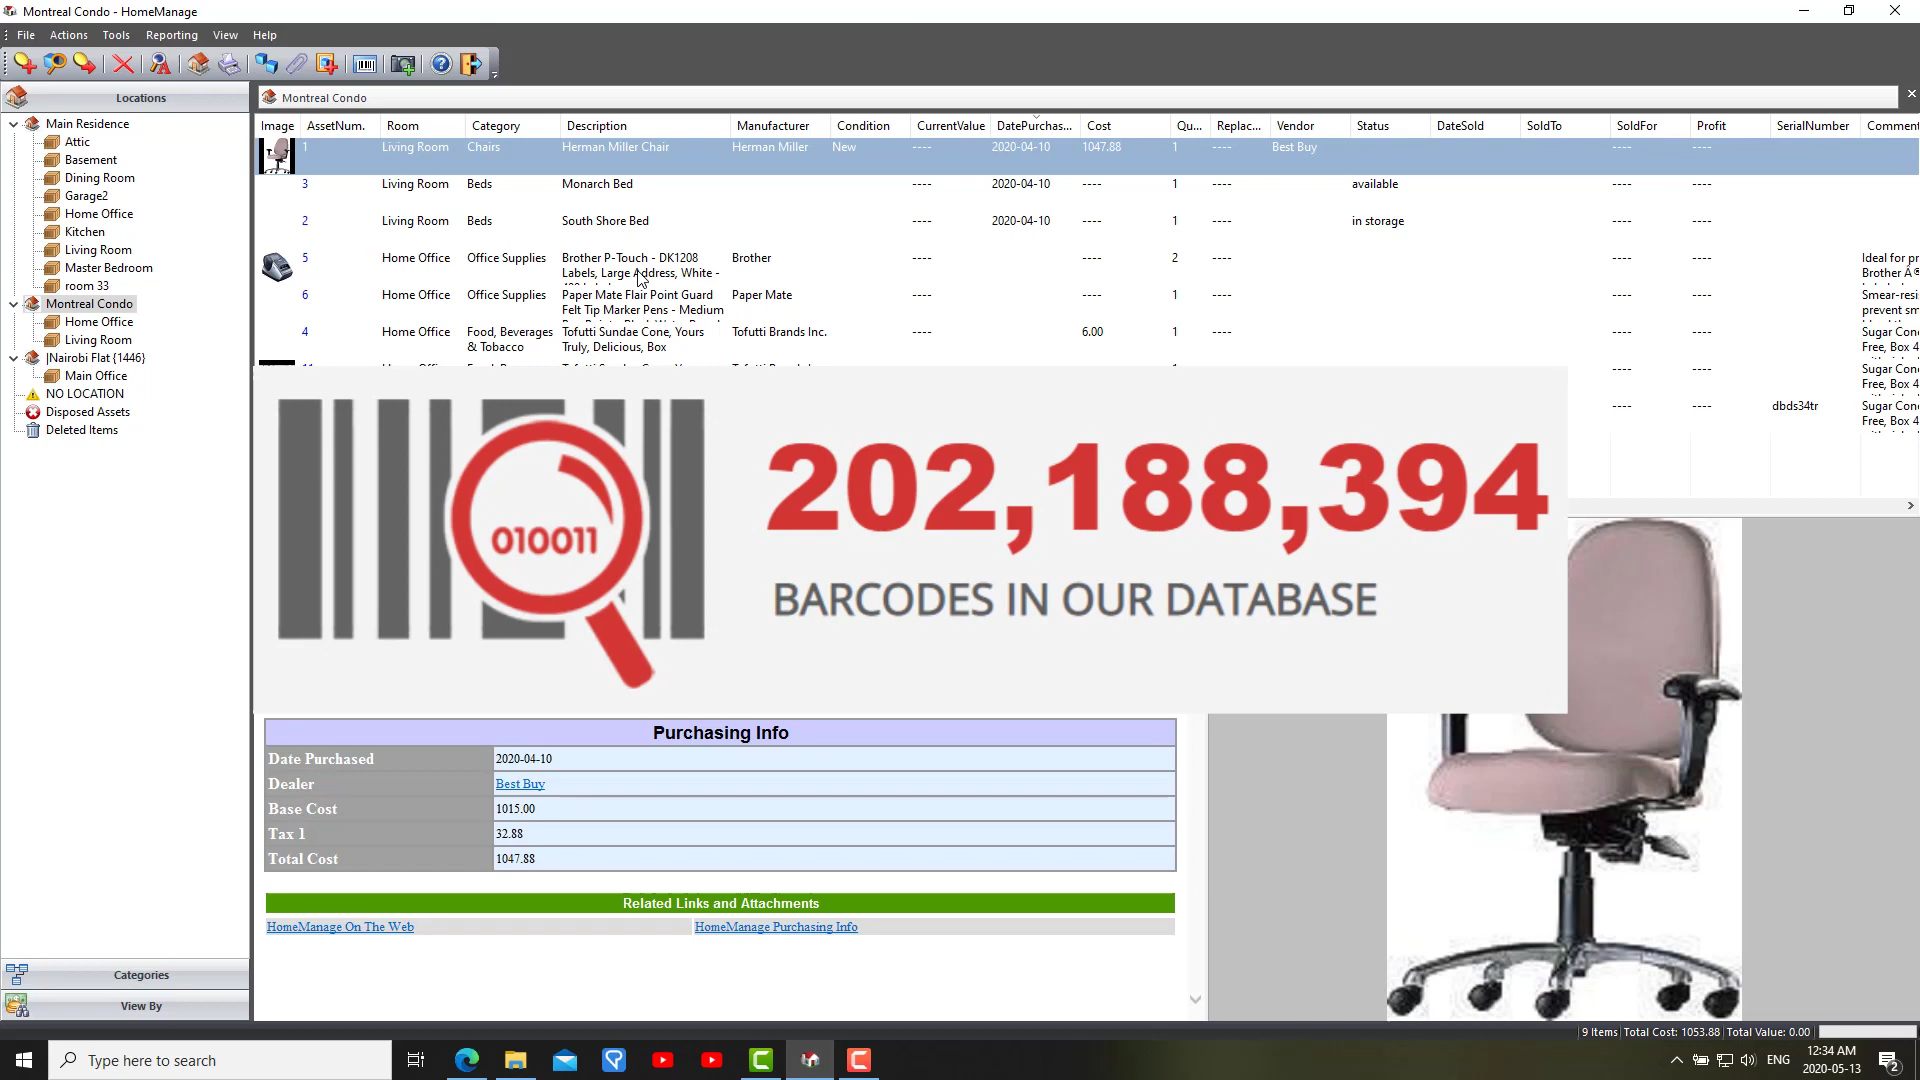 Montreal Condo - HomeManage
File Actions Tools Reporting View Help
Locations
Main Residence
Attic
Basement
Dining Room
Garage2
Home Office
Kitchen
Living Room
Master Bedroom
room 33
Montreal Condo
Home Office
Living Room
|Nairobi Flat {1446}
Main Office
NO LOCATION
Disposed Assets
Deleted Items
Categories
View By
Montreal Condo
Image AssetNum. Room Category Description Manufacturer Condition CurrentValue DatePurchas... Cost Qu... Replac... Vendor Status DateSold SoldTo SoldFor Profit SerialNumber Comment
1 Living Room Chairs Herman Miller Chair Herman Miller New ---- 2020-04-10 1047.88 1 ---- Best Buy ---- ----
3 Living Room Beds Monarch Bed ---- 2020-04-10 ---- 1 ---- available ---- ----
2 Living Room Beds South Shore Bed ---- 2020-04-10 ---- 1 ---- in storage ---- ----
5 Home Office Office Supplies Brother P-Touch - DK1208 Brother ---- ---- 2 ---- ---- ---- Ideal for pr
Labels, Large Address, White - Brother Â®
6 Home Office Office Supplies Paper Mate Flair Point Guard Paper Mate ---- ---- 1 ---- ---- ---- Smear-resi
Felt Tip Marker Pens - Medium prevent sm
4 Home Office Food, Beverages Tofutti Sundae Cone, Yours Tofutti Brands Inc. ---- 6.00 1 ---- ---- ---- Sugar Cone
& Tobacco Truly, Delicious, Box Free, Box 4
---- ---- Sugar Cone
Free, Box 4
---- ---- dbds34tr Sugar Cone
Free, Box 4
010011
202,188,394
BARCODES IN OUR DATABASE
Purchasing Info
Date Purchased 2020-04-10
Dealer Best Buy
Base Cost 1015.00
Tax 1 32.88
Total Cost 1047.88
Related Links and Attachments
HomeManage On The Web HomeManage Purchasing Info
9 Items Total Cost: 1053.88 Total Value: 0.00
Type here to search
ENG
12:34 AM
2020-05-13
2